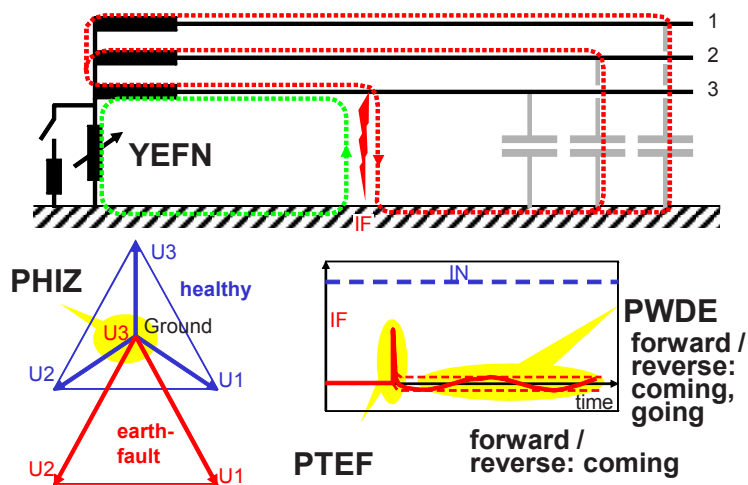 1
2
3
YEFN
IF
PHIZ
U3
healthy
U3
Ground
U2
U1
earth-
fault
U2
U1
IN
IF
time
PWDE
forward /
reverse:
coming,
going
PTEF
forward /
reverse: coming